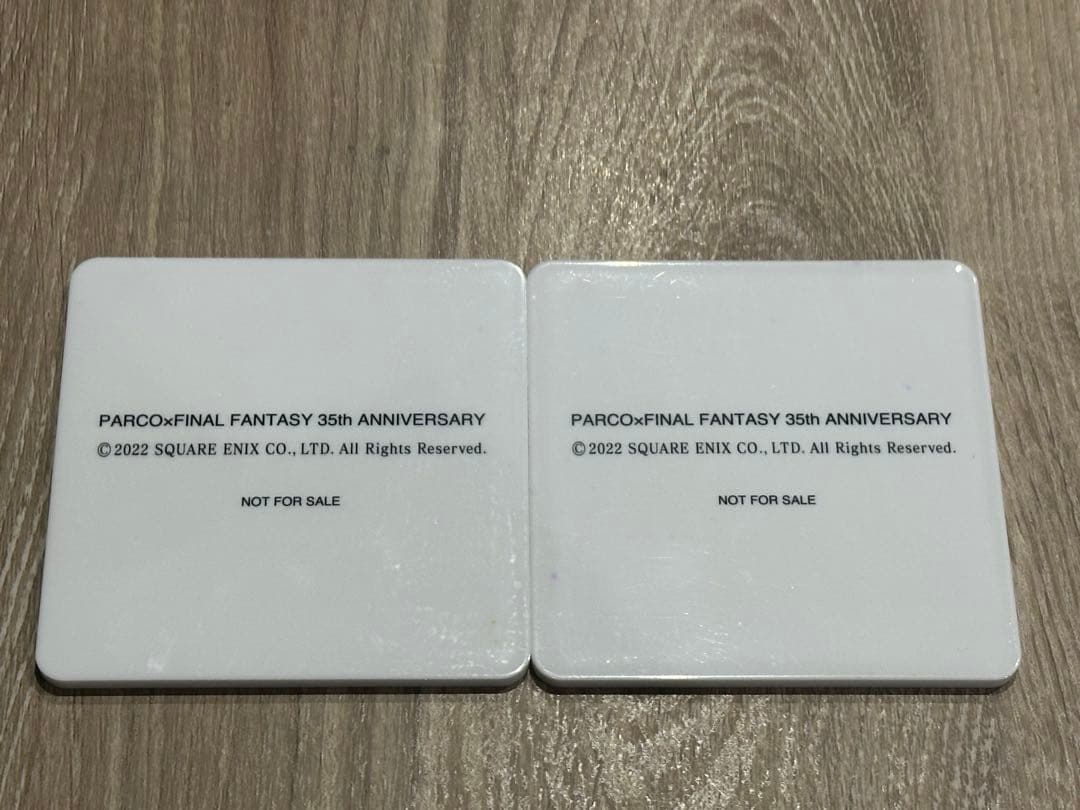 PARCO×FINAL FANTASY 35th ANNIVERSARY
©2022 SQUARE ENIX CO., LTD. All Rights Reserved.
NOT FOR SALE
PARCO×FINAL FANTASY 35th ANNIVERSARY
©2022 SQUARE ENIX CO., LTD. All Rights Reserved.
NOT FOR SALE